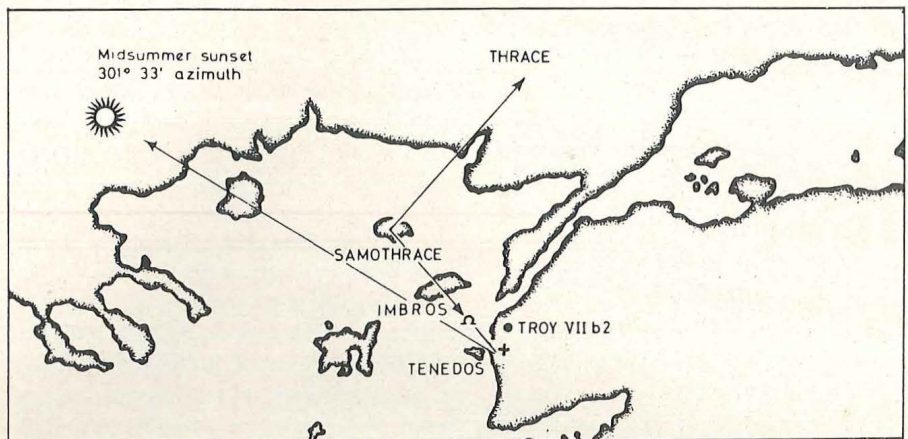 Midsummer sunset
301° 33' azimuth
THRACE
SAMOTHRACE
IMBROS
Ω
TROY VII b2
TENEDOS